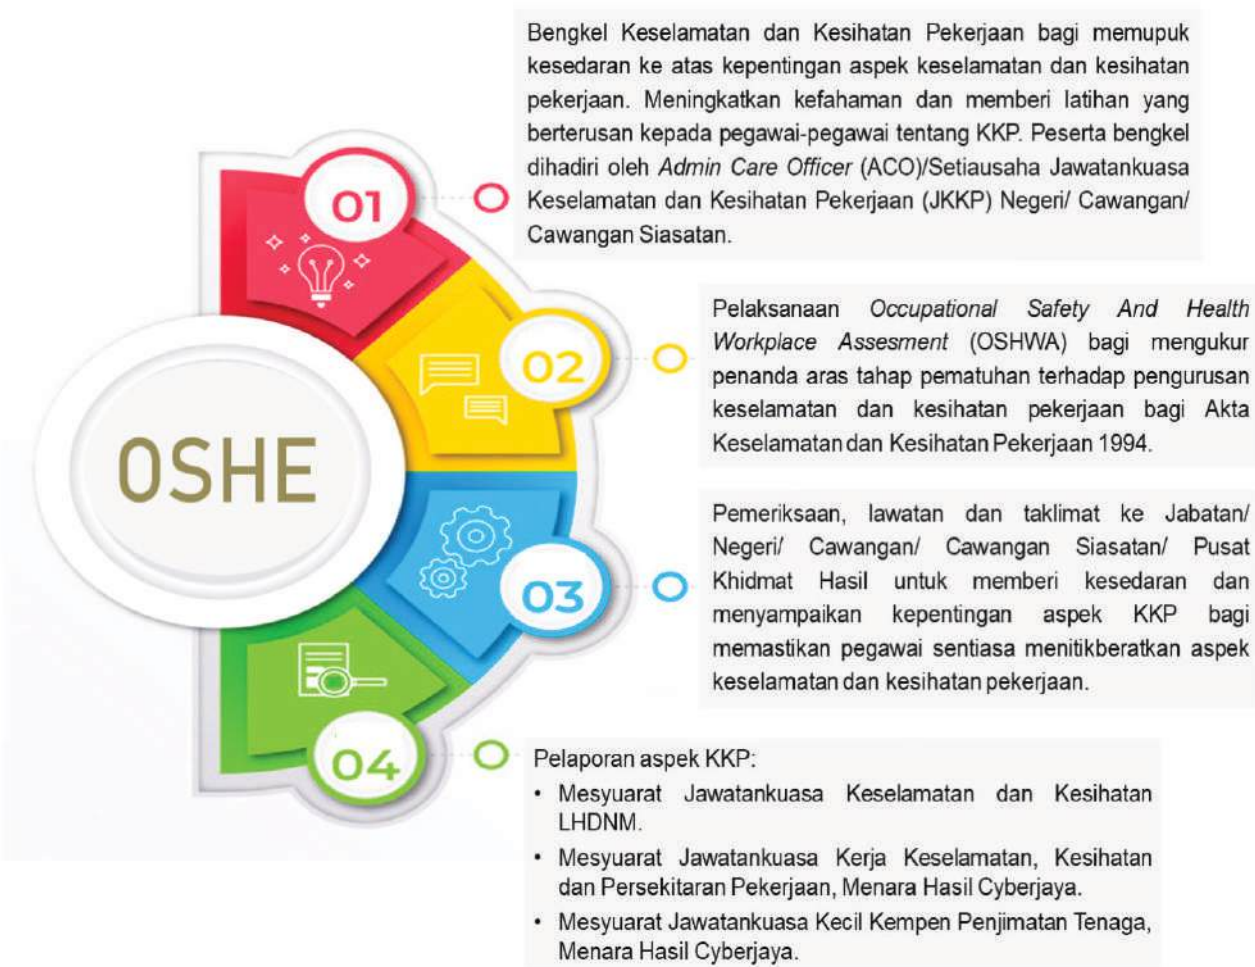 Bengkel Keselamatan dan Kesihatan Pekerjaan bagi memupuk
kesedaran ke atas kepentingan aspek keselamatan dan kesihatan
pekerjaan. Meningkatkan kefahaman dan memberi latihan yang
berterusan kepada pegawai-pegawai tentang KKP. Peserta bengkel
dihadiri oleh Admin Care Officer (ACO)/Setiausaha Jawatankuasa
Keselamatan dan Kesihatan Pekerjaan (JKKP) Negeri/ Cawangan/
Cawangan Siasatan.
01
Pelaksanaan Occupational Safety And Health
Workplace Assesment (OSHWA) bagi mengukur
penanda aras tahap pematuhan terhadap pengurusan
keselamatan dan kesihatan pekerjaan bagi Akta
Keselamatan dan Kesihatan Pekerjaan 1994.
02
OSHE
Pemeriksaan, lawatan dan taklimat ke Jabatan/
Negeri/ Cawangan/ Cawangan Siasatan/ Pusat
Khidmat Hasil untuk memberi kesedaran dan
menyampaikan kepentingan aspek KKP bagi
memastikan pegawai sentiasa menitikberatkan aspek
keselamatan dan kesihatan pekerjaan.
03
04
Pelaporan aspek KKP:
• Mesyuarat Jawatankuasa Keselamatan dan Kesihatan
LHDNM.
• Mesyuarat Jawatankuasa Kerja Keselamatan, Kesihatan
dan Persekitaran Pekerjaan, Menara Hasil Cyberjaya.
• Mesyuarat Jawatankuasa Kecil Kempen Penjimatan Tenaga,
Menara Hasil Cyberjaya.